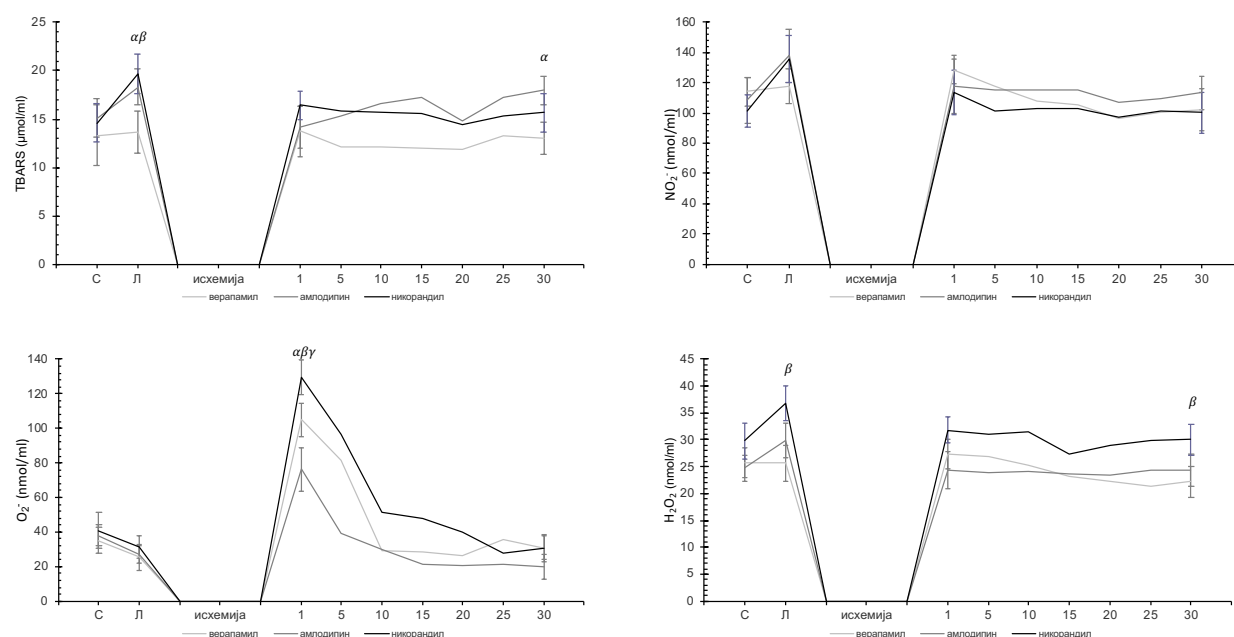 25
20
15
10
5
0
TBARS (μmol/ml)
αβ
α
С Л исхемија 1 5 10 15 20 25 30
верапамил амлодипин никорандил
160
140
120
100
80
60
40
20
0
NO₂⁻ (nmol/ml)
С Л исхемија 1 5 10 15 20 25 30
верапамил амлодипин никорандил
140
120
100
80
60
40
20
0
O₂⁻ (nmol/ml)
αβγ
С Л исхемија 1 5 10 15 20 25 30
верапамил амлодипин никорандил
45
40
35
30
25
20
15
10
5
0
H₂O₂ (nmol/ml)
β
β
С Л исхемија 1 5 10 15 20 25 30
верапамил амлодипин никорандил